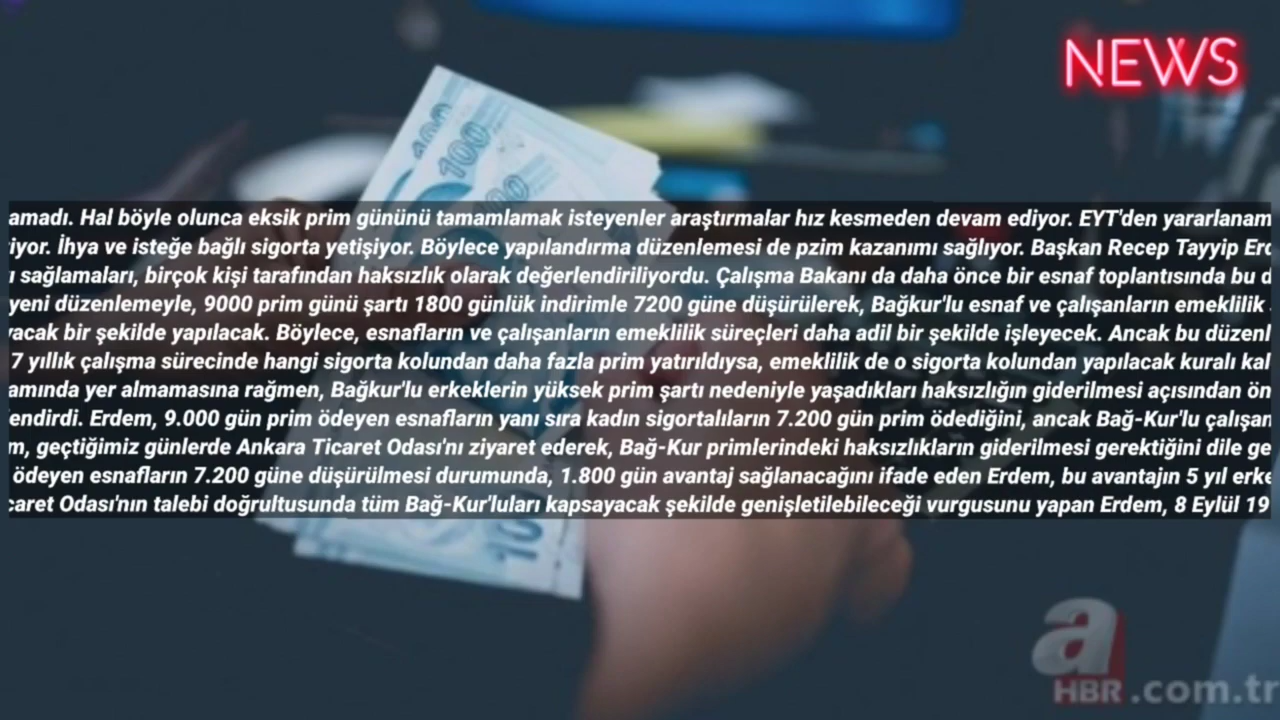 NEWS
amadı. Hal böyle olunca eksik prim gününü tamamlamak isteyenler araştırmalar hız kesmeden devam ediyor. EYT'den yararlanam
iyor. İhya ve isteğe bağlı sigorta yetişiyor. Böylece yapılandırma düzenlemesi de pzim kazanımı sağlıyor. Başkan Recep Tayyip Erd
ı sağlamaları, birçok kişi tarafından haksızlık olarak değerlendiriliyordu. Çalışma Bakanı da daha önce bir esnaf toplantısında bu d
yeni düzenlemeyle, 9000 prim günü şartı 1800 günlük indirimle 7200 güne düşürülerek, Bağkur'lu esnaf ve çalışanların emeklilik
yacak bir şekilde yapılacak. Böylece, esnafların ve çalışanların emeklilik süreçleri daha adil bir şekilde işleyecek. Ancak bu düzenl
7 yıllık çalışma sürecinde hangi sigorta kolundan daha fazla prim yatırıldıysa, emeklilik de o sigorta kolundan yapılacak kuralı kal
amında yer almamasına rağmen, Bağkur'lu erkeklerin yüksek prim şartı nedeniyle yaşadıkları haksızlığın giderilmesi açısından ön
lendirdi. Erdem, 9.000 gün prim ödeyen esnafların yanı sıra kadın sigortalıların 7.200 gün prim ödediğini, ancak Bağ-Kur'lu çalışan
m, geçtiğimiz günlerde Ankara Ticaret Odası'nı ziyaret ederek, Bağ-Kur primlerindeki haksızlıkların giderilmesi gerektiğini dile ge
ödeyen esnafların 7.200 güne düşürülmesi durumunda, 1.800 gün avantaj sağlanacağını ifade eden Erdem, bu avantajın 5 yıl erke
caret Odası'nın talebi doğrultusunda tüm Bağ-Kur'luları kapsayacak şekilde genişletilebileceği vurgusunu yapan Erdem, 8 Eylül 19
100
100
a
HBR.com.tr